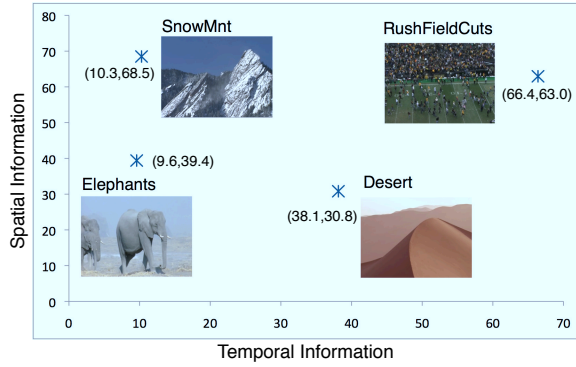 80
70
60
50
40
30
20
10
0
Spatial Information
SnowMnt
(10.3,68.5)
RushFieldCuts
(66.4,63.0)
(9.6,39.4)
Elephants
Desert
(38.1,30.8)
0 10 20 30 40 50 60 70
Temporal Information